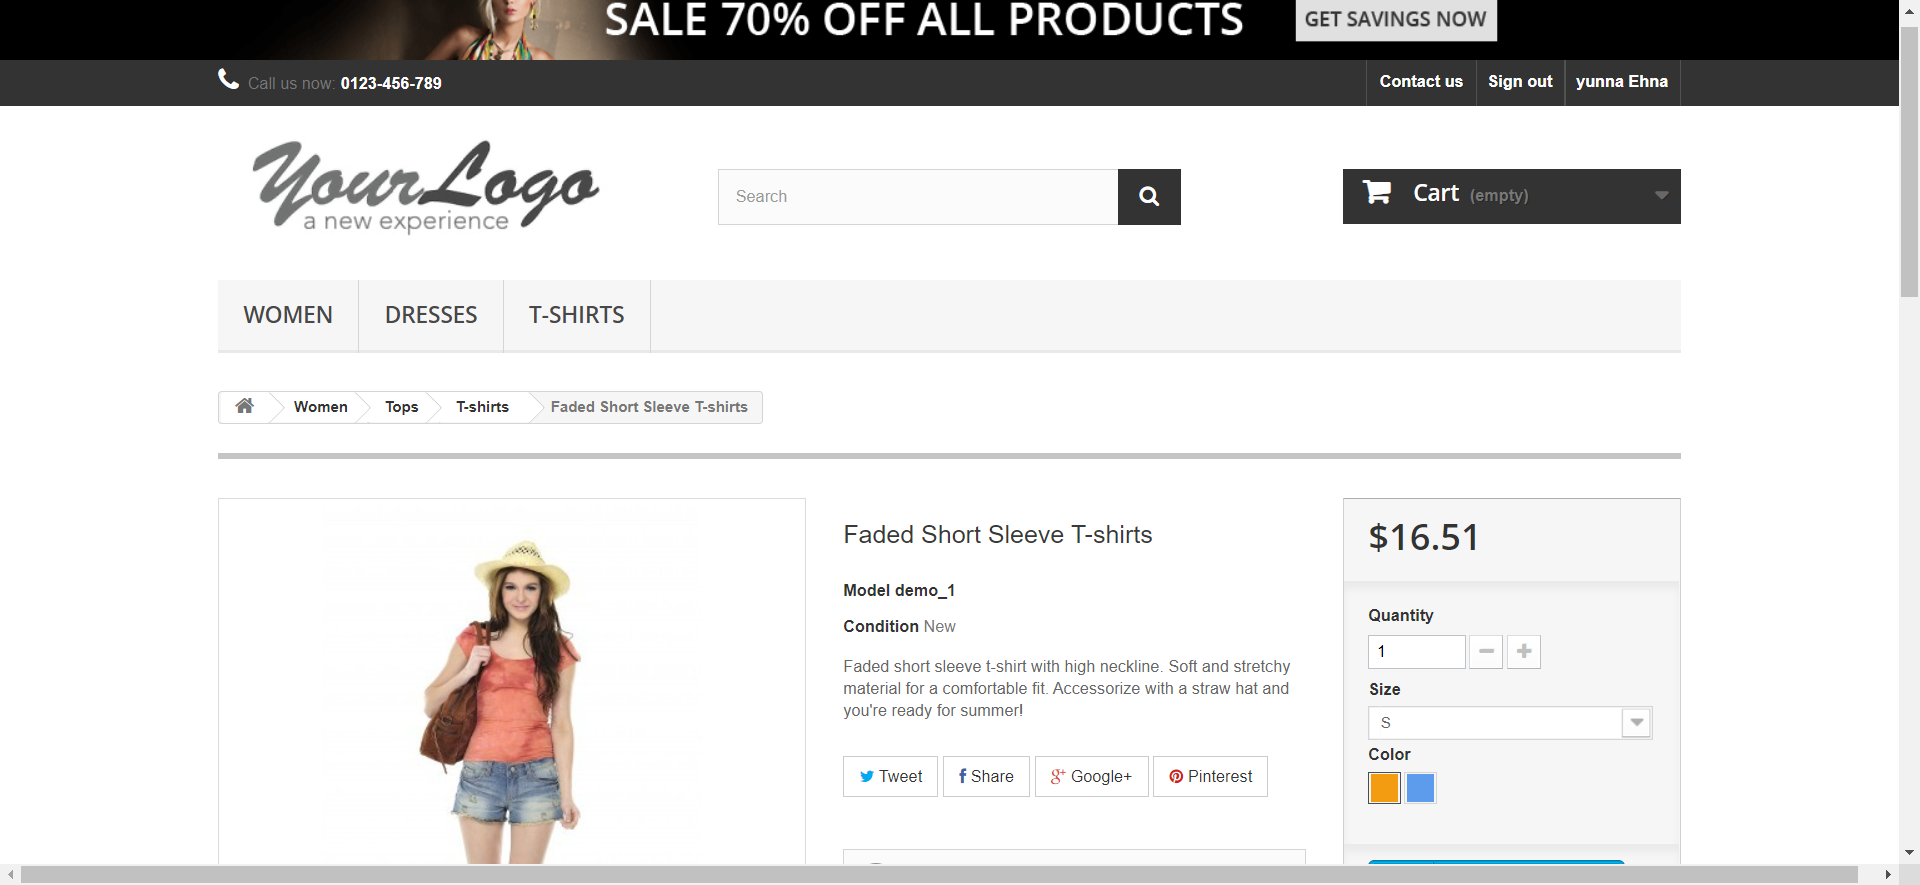 SALE 70% OFF ALL PRODUCTS
GET SAVINGS NOW
Call us now: 0123-456-789
Contact us
Sign out
yunna Ehna
YourLogo
a new experience
Search
Cart (empty)
WOMEN
DRESSES
T-SHIRTS
Women
Tops
T-shirts
Faded Short Sleeve T-shirts
Faded Short Sleeve T-shirts
Model demo_1
Condition New
Faded short sleeve t-shirt with high neckline. Soft and stretchy
material for a comfortable fit. Accessorize with a straw hat and
you're ready for summer!
Tweet
Share
Google+
Pinterest
$16.51
Quantity
1
Size
S
Color